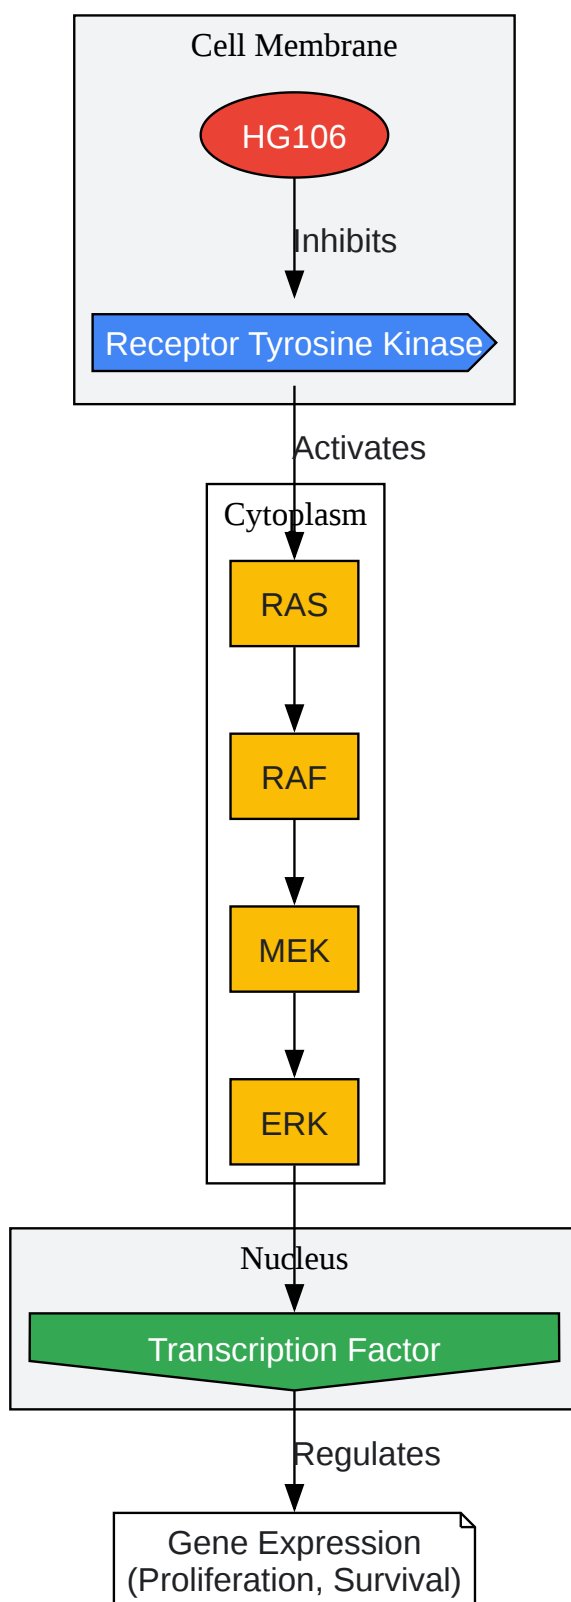 Cell Membrane
HG106
Inhibits
Receptor Tyrosine Kinase
Activates
Cytoplasm
RAS
RAF
MEK
ERK
Nucleus
Transcription Factor
Regulates
Gene Expression
(Proliferation, Survival)